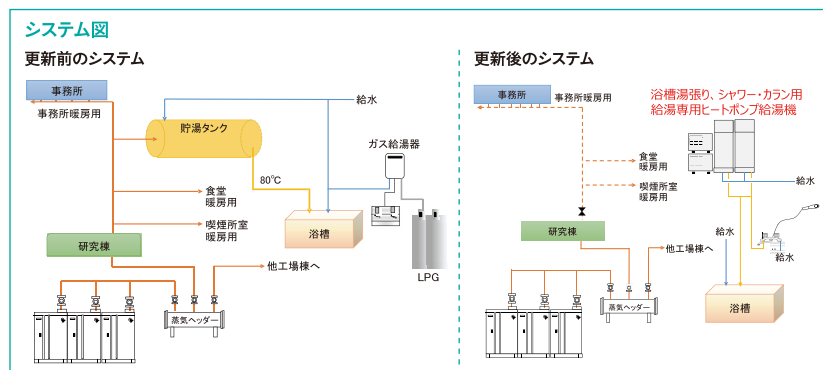 システム図
更新前のシステム
事務所
事務所暖房用
給水
貯湯タンク
ガス給湯器
80℃
食堂
暖房用
喫煙所室
暖房用
浴槽
研究棟
LPG
他工場棟へ
蒸気ヘッダー
更新後のシステム
事務所
事務所暖房用
浴槽湯張り、シャワー・カラン用
給湯専用ヒートポンプ給湯機
食堂
暖房用
喫煙所室
暖房用
給水
研究棟
給水
給水
他工場棟へ
浴槽
蒸気ヘッダー